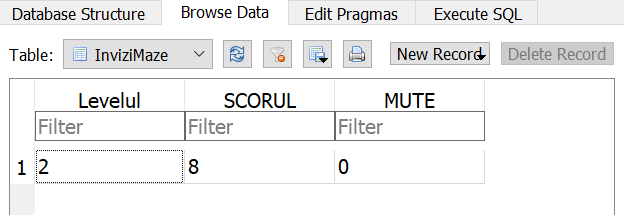 Database Structure Browse Data Edit Pragmas Execute SQL
Table: InviziMaze New Record Delete Record
Levelul SCORUL MUTE
Filter Filter Filter
1 2 8 0